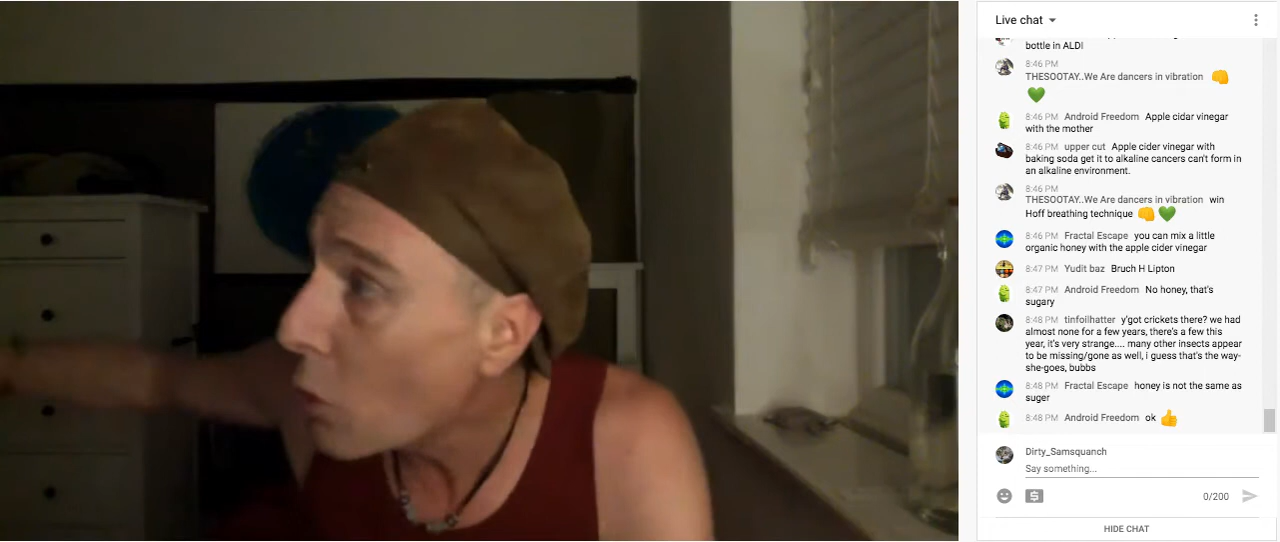 Live chat
bottle in ALDI
8:46 PM
THESOOTAY..We Are dancers in vibration
8:46 PM Android Freedom Apple cidar vinegar
with the mother
8:46 PM upper cut Apple cider vinegar with
baking soda get it to alkaline cancers can't form in
an alkaline environment.
8:46 PM
THESOOTAY..We Are dancers in vibration win
Hoff breathing technique
8:46 PM Fractal Escape you can mix a little
organic honey with the apple cider vinegar
8:47 PM Yudit baz Bruch H Lipton
8:47 PM Android Freedom No honey, that's
sugary
8:48 PM tinfoilhatter y'got crickets there? we had
almost none for a few years, there's a few this
year, it's very strange.... many other insects appear
to be missing/gone as well, i guess that's the way-
she-goes, bubbs
8:48 PM Fractal Escape honey is not the same as
suger
8:48 PM Android Freedom ok
Dirty_Samsquanch
Say something...
0/200
HIDE CHAT